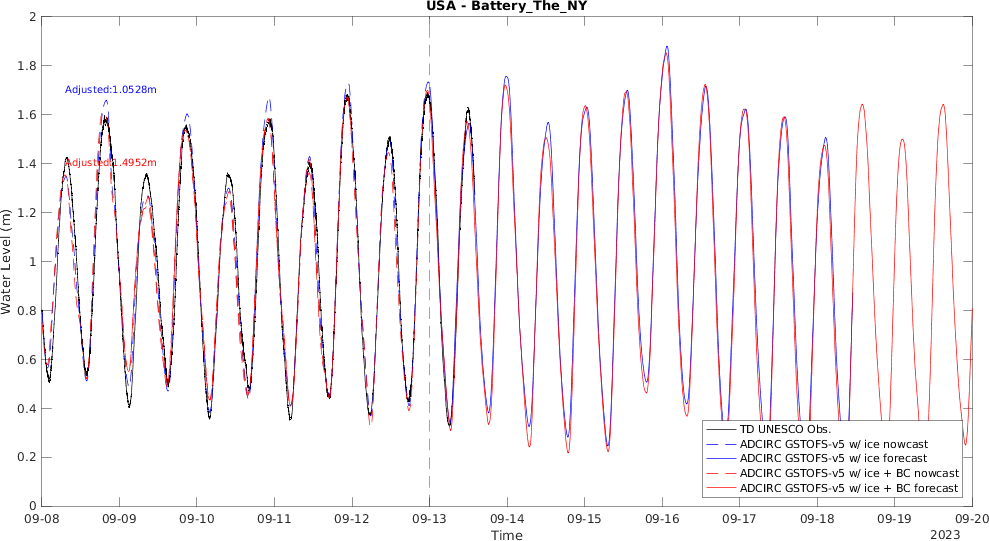 USA - Battery_The_NY
Water Level (m)
2
1.8
1.6
1.4
1.2
1
0.8
0.6
0.4
0.2
0
Adjusted:1.0528m
Adjusted:1.4952m
TD UNESCO Obs.
ADCIRC GSTOFS-v5 w/ ice nowcast
ADCIRC GSTOFS-v5 w/ ice forecast
ADCIRC GSTOFS-v5 w/ ice + BC nowcast
ADCIRC GSTOFS-v5 w/ ice + BC forecast
09-08 09-09 09-10 09-11 09-12 09-13 09-14 09-15 09-16 09-17 09-18 09-19 09-20
Time
2023